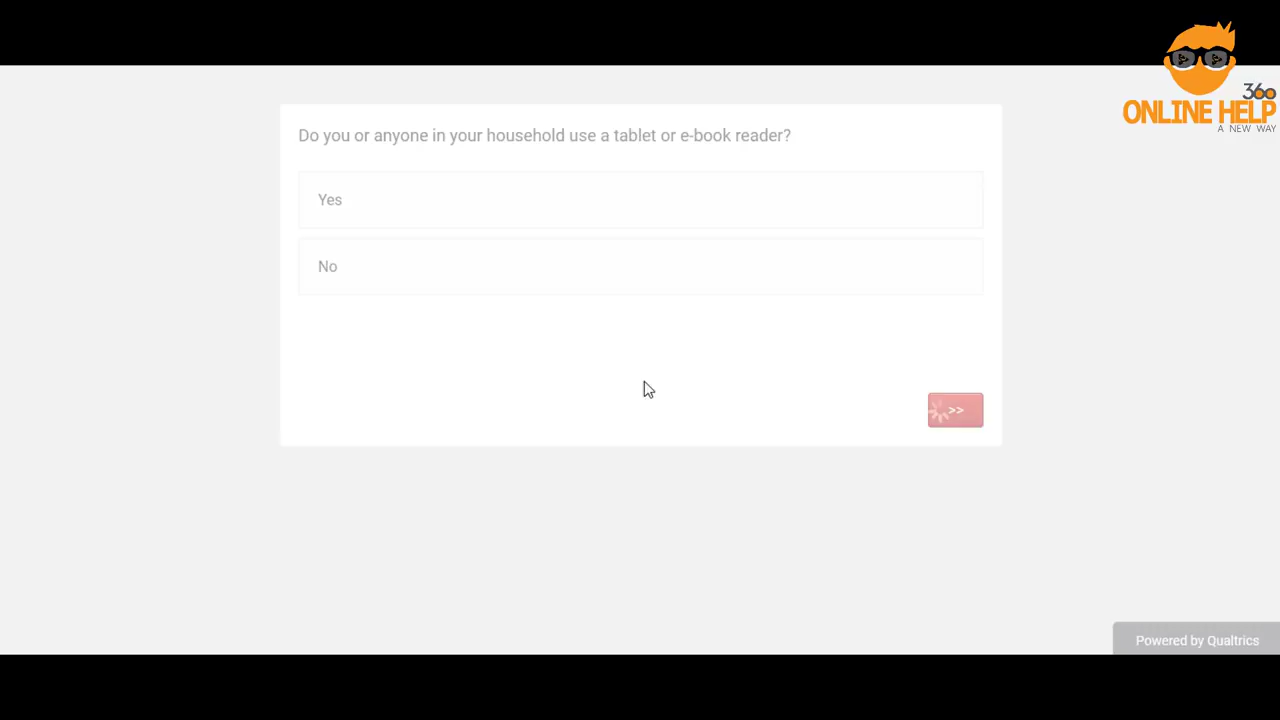 360
ONLINE HELP
A NEW WAY
Do you or anyone in your household use a tablet or e-book reader?
Yes
No
>>
Powered by Qualtrics